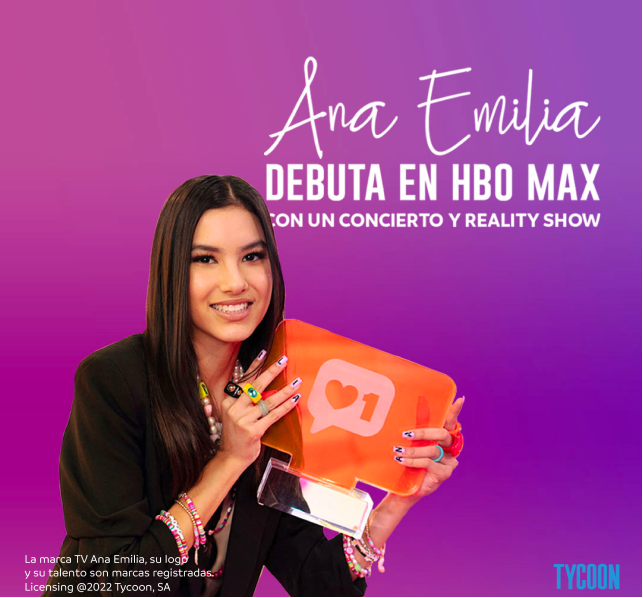 Ana Emilia
DEBUTA EN HBO MAX
CON UN CONCIERTO Y REALITY SHOW
1
La marca TV Ana Emilia, su logo
y su talento son marcas registradas.
Licensing @2022 Tycoon, SA
TYCOON